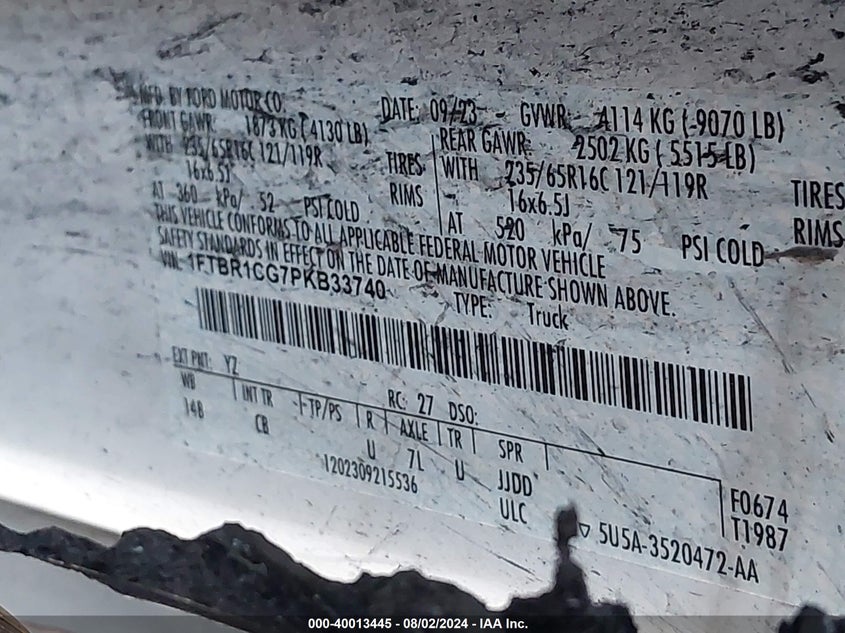 MFD. BY FORD MOTOR CO. DATE: 09/23 GVWR: 4114 KG (9070 LB)
FRONT GAWR: 1873 KG (4130 LB) REAR GAWR: 2502 KG (5515 LB)
WITH 235/65R16C 121/119R TIRES WITH 235/65R16C 121/119R TIRES
16x6.5J RIMS 16x6.5J RIMS
AT 360 kPa/ 52 PSI COLD AT 520 kPa/ 75 PSI COLD
THIS VEHICLE CONFORMS TO ALL APPLICABLE FEDERAL MOTOR VEHICLE
SAFETY STANDARDS IN EFFECT ON THE DATE OF MANUFACTURE SHOWN ABOVE.
VIN: 1FTBR1CG7PKB33740 TYPE: Truck
EXT PNT: YZ RC: 27 DSO:
WB INT TR TP/PS R AXLE TR SPR
148 CB U 7L U JJDD F0674
1202309215536 ULC T1987
5U5A-3520472-AA
000-40013445 - 08/02/2024 - IAA Inc.